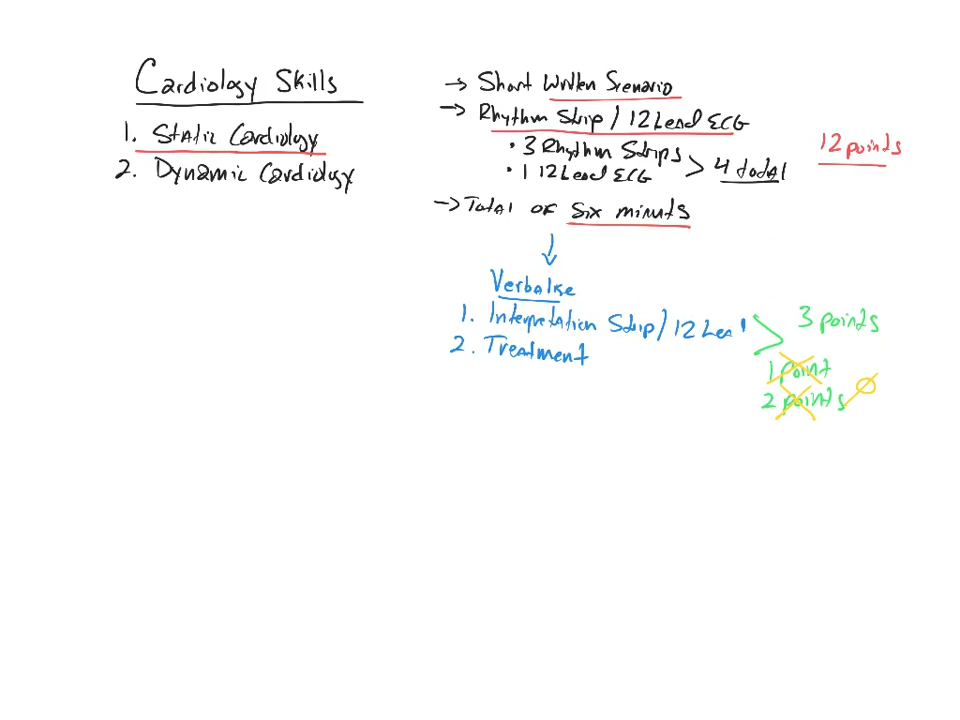 Cardiology Skills
1. Static Cardiology
2. Dynamic Cardiology
→ Short Written Scenario
→ Rhythm Strip / 12 Lead ECG
• 3 Rhythm Strips
• 1 12 Lead ECG
> 4 total
12 points
→ Total of six minuts
Verbalize
1. Interpretation Strip / 12 Lea
2. Treatment
3 points
1 point
2 points